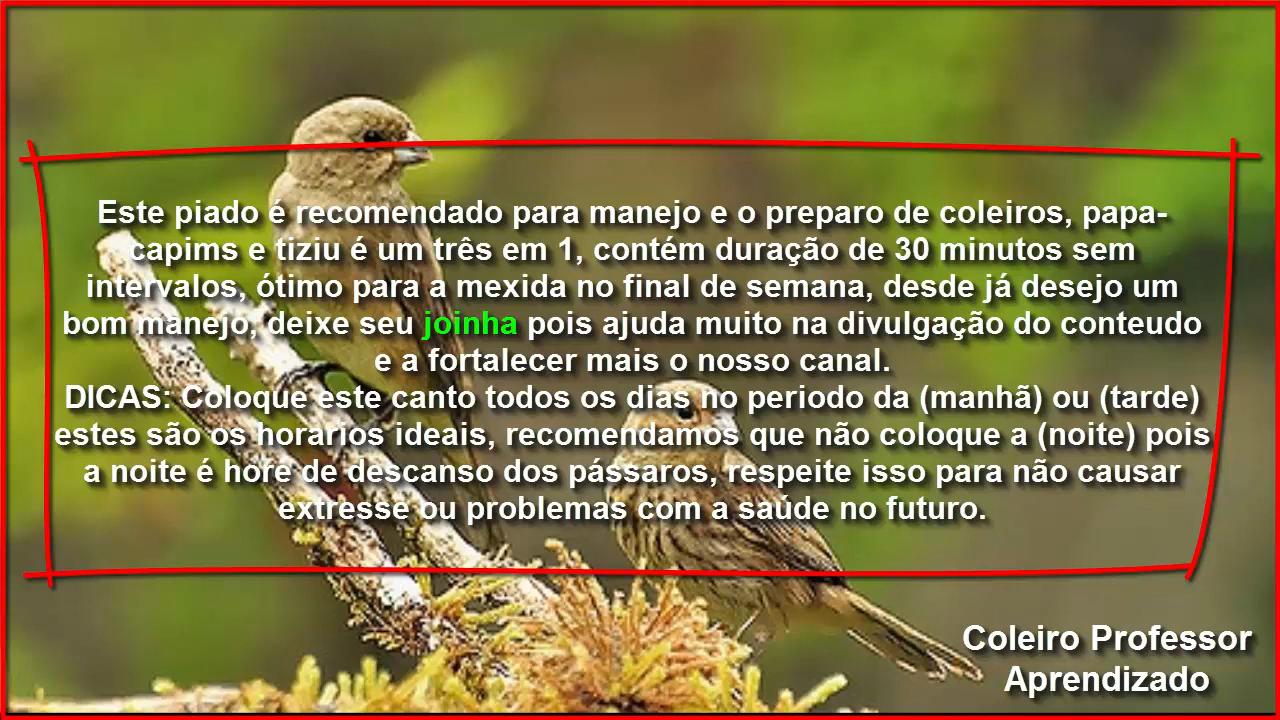 Este piado é recomendado para manejo e o preparo de coleiros, papa-
capims e tiziu é um três em 1, contém duração de 30 minutos sem
intervalos, ótimo para a mexida no final de semana, desde já desejo um
bom manejo, deixe seu joinha pois ajuda muito na divulgação do conteudo
e a fortalecer mais o nosso canal.
DICAS: Coloque este canto todos os dias no periodo da (manhã) ou (tarde)
estes são os horarios ideais, recomendamos que não coloque a (noite) pois
a noite é hore de descanso dos pássaros, respeite isso para não causar
extresse ou problemas com a saúde no futuro.
Coleiro Professor
Aprendizado